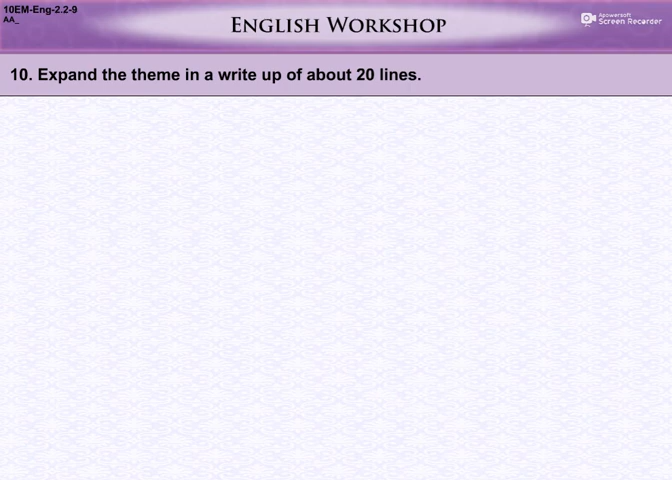 10EM-Eng-2.2-9
AA_
ENGLISH WORKSHOP
Apowersoft
Screen Recorder
10. Expand the theme in a write up of about 20 lines.